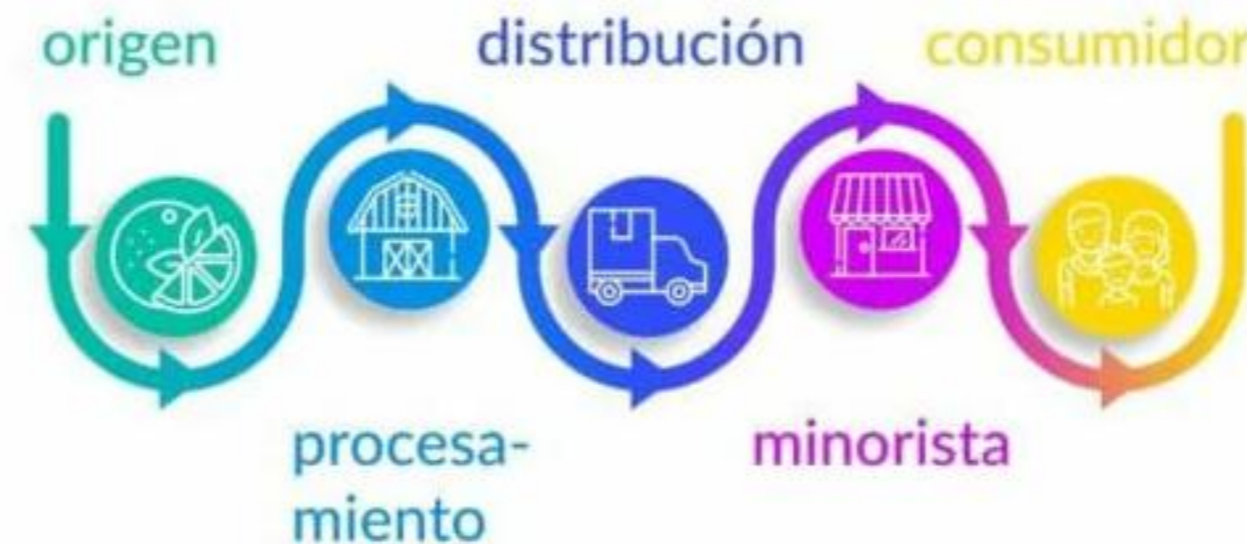 origen
distribución
consumidor
procesa-
miento
minorista